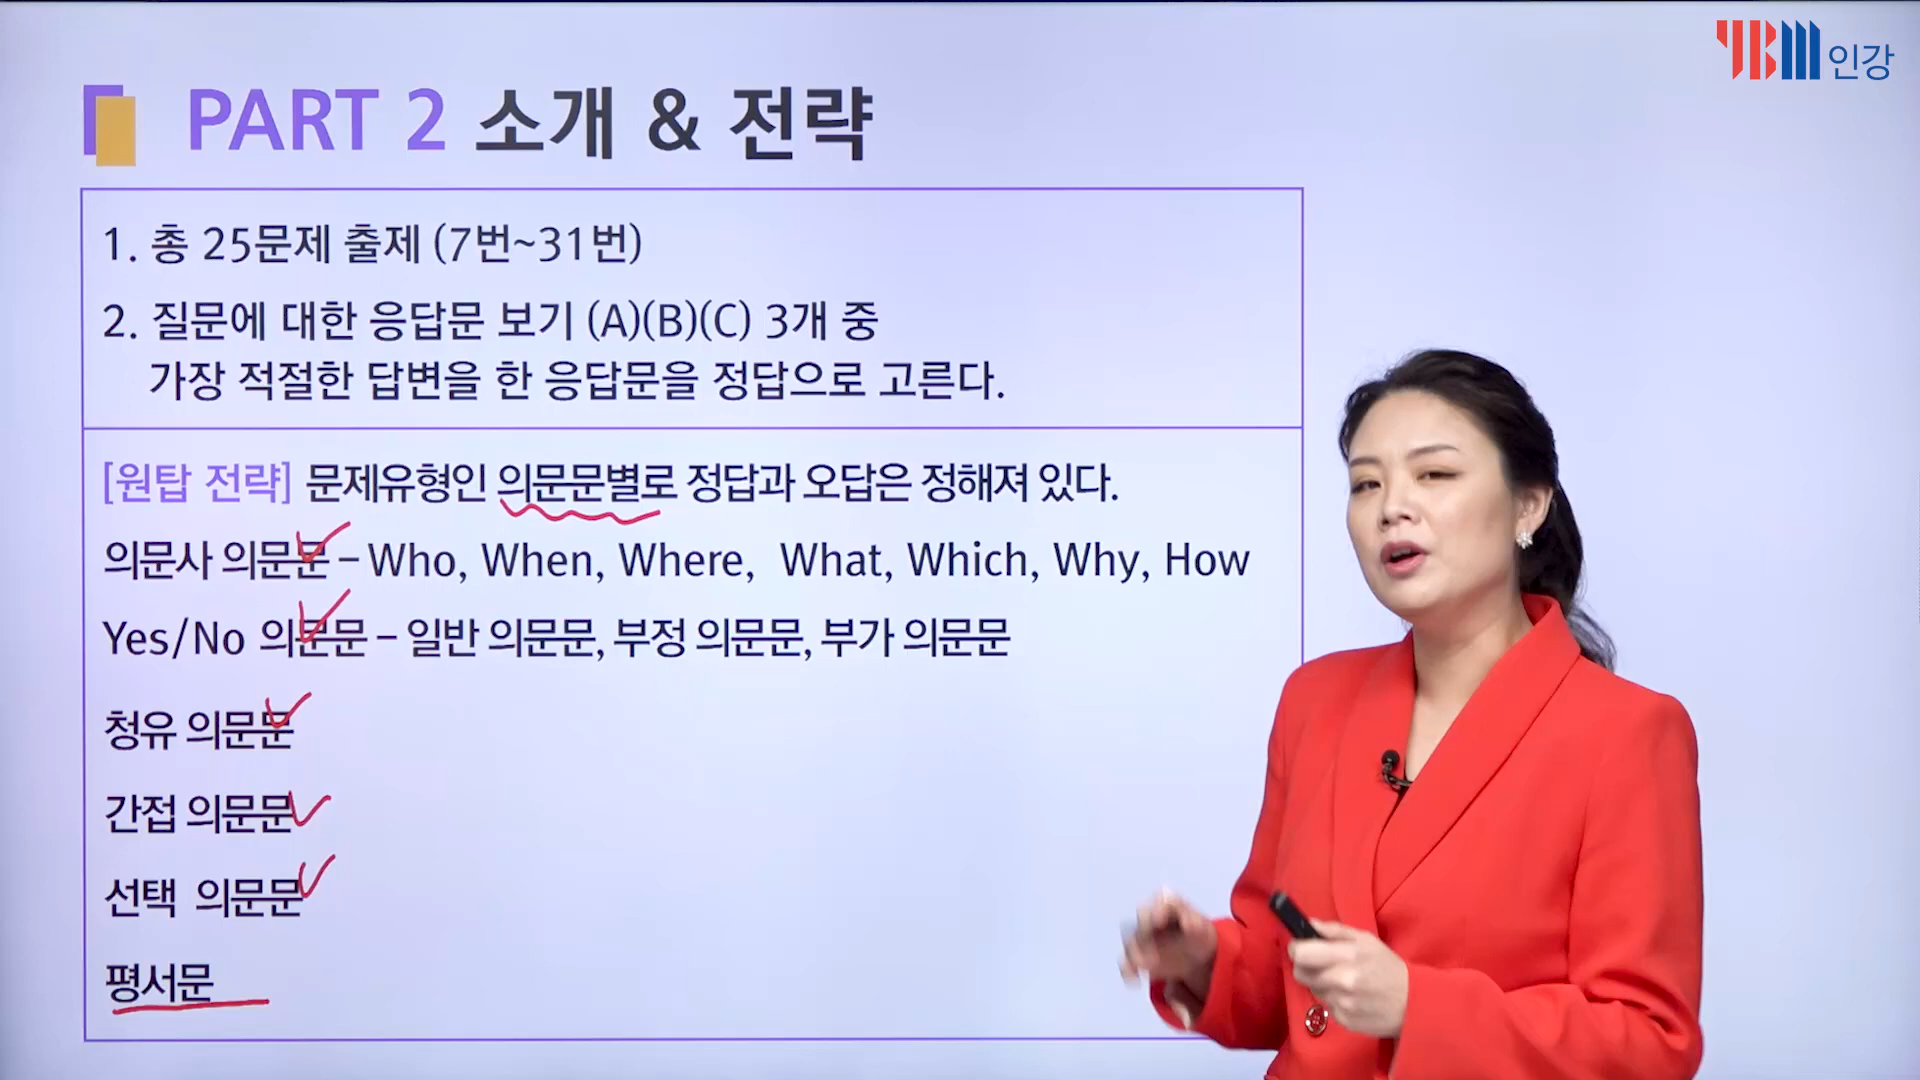 YBM 인강
PART 2 소개 & 전략
1. 총 25문제 출제 (7번~31번)
2. 질문에 대한 응답문 보기 (A)(B)(C) 3개 중
가장 적절한 답변을 한 응답문을 정답으로 고른다.
[원탑 전략] 문제유형인 의문문별로 정답과 오답은 정해져 있다.
의문사 의문문 – Who, When, Where, What, Which, Why, How
Yes/No 의문문 – 일반 의문문, 부정 의문문, 부가 의문문
청유 의문문
간접 의문문
선택 의문문
평서문